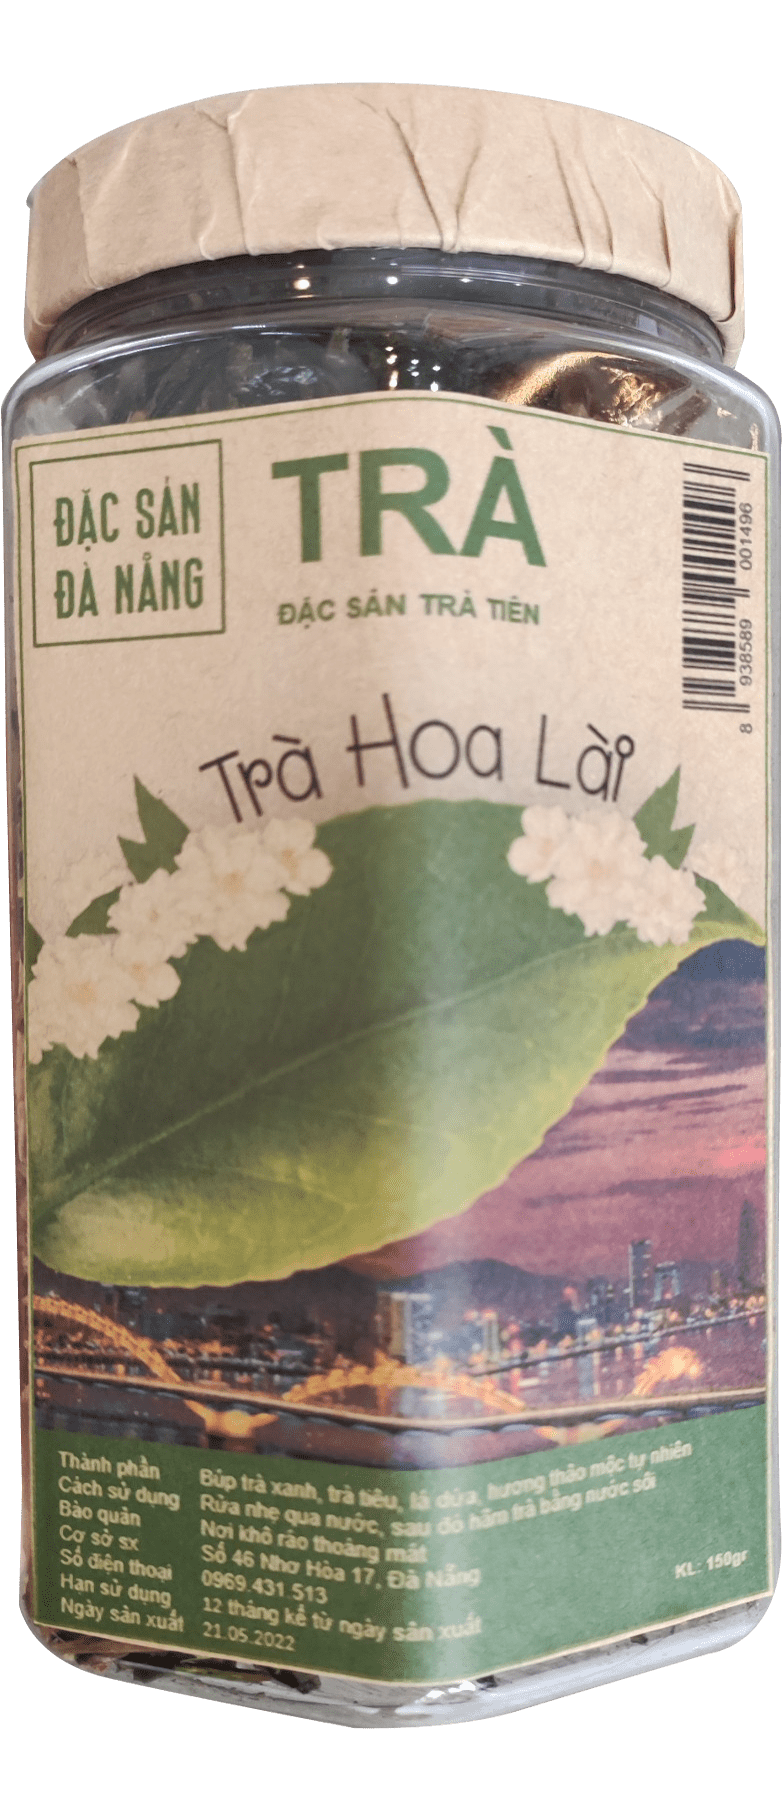 ĐẶC SẢN
ĐÀ NẴNG
TRÀ
ĐẶC SẢN TRÀ TIÊN
8 938589 001496
Trà Hoa Lài
Thành phần Búp trà xanh, trà tiêu, lá dứa, hương thảo mộc tự nhiên
Cách sử dụng Rửa nhẹ qua nước, sau đó hãm trà bằng nước sôi
Bảo quản Nơi khô ráo thoáng mát
Cơ sở sx Số 46 Nhơ Hòa 17, Đà Nẵng
Số điện thoại 0969.431.513
Hạn sử dụng 12 tháng kể từ ngày sản xuất
Ngày sản xuất 21.05.2022
KL: 150gr